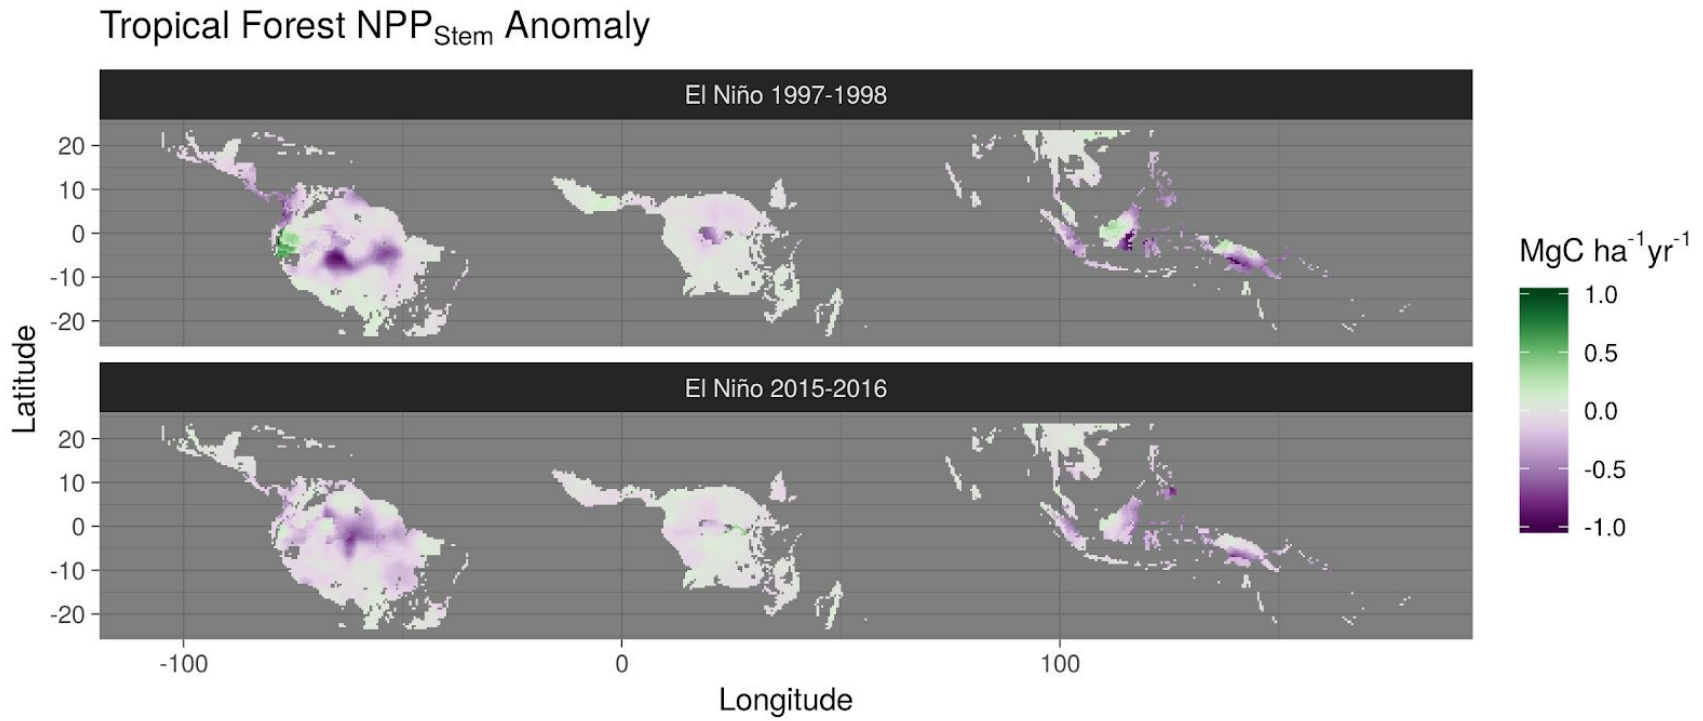 Tropical Forest NPP_Stem Anomaly
El Niño 1997-1998
20
10
0
-10
-20
El Niño 2015-2016
20
10
0
-10
-20
Latitude
-100 0 100
Longitude
MgC ha⁻¹yr⁻¹
1.0
0.5
0.0
-0.5
-1.0